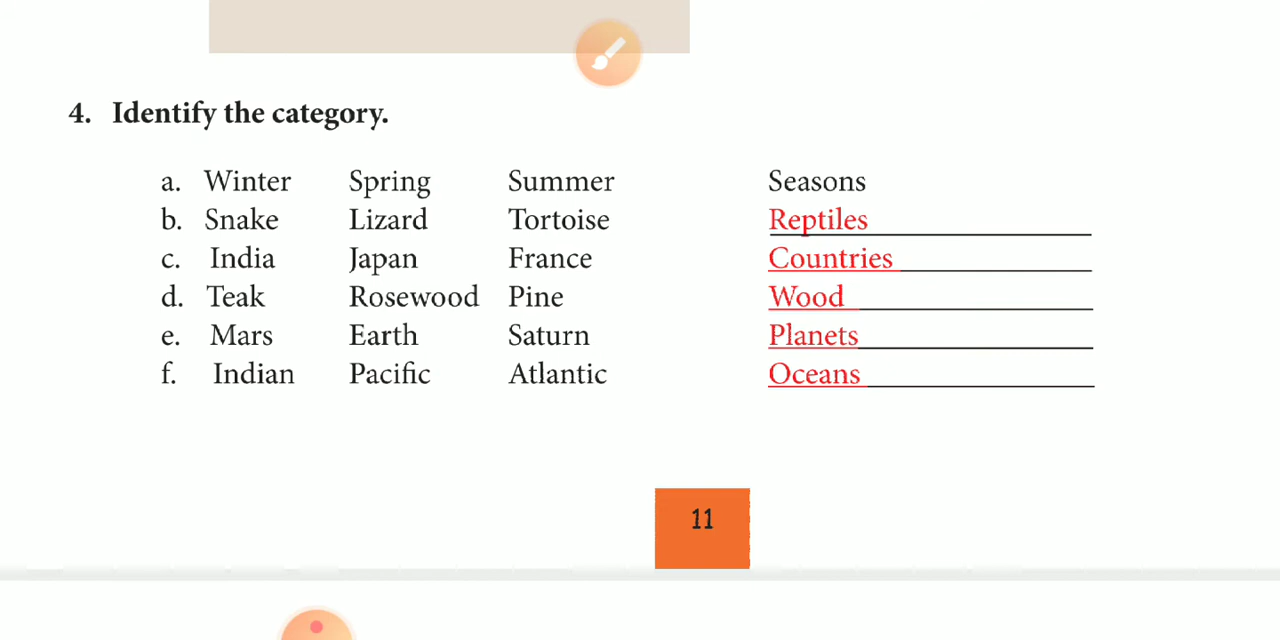 4. Identify the category.
a. Winter Spring Summer Seasons
b. Snake Lizard Tortoise Reptiles
c. India Japan France Countries
d. Teak Rosewood Pine Wood
e. Mars Earth Saturn Planets
f. Indian Pacific Atlantic Oceans
11